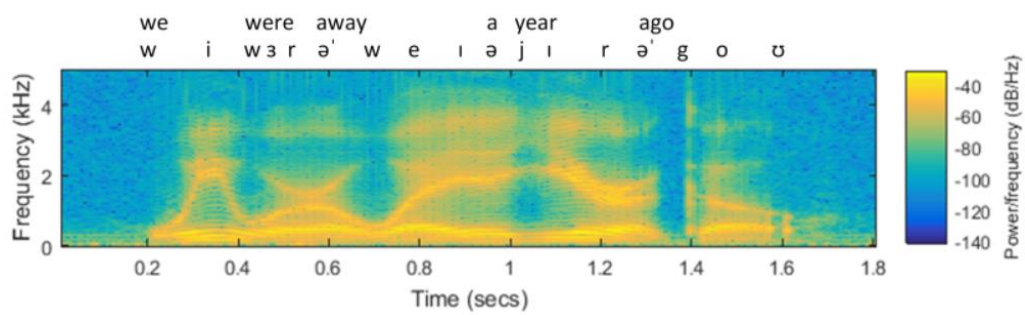 we were away a year ago
w i w ɜ r ə' w e ɪ ə j ɪ r ə' g o ʊ
Frequency (kHz)
4
2
0
0.2 0.4 0.6 0.8 1 1.2 1.4 1.6 1.8
Time (secs)
-40
-60
-80
-100
-120
-140
Power/frequency (dB/Hz)